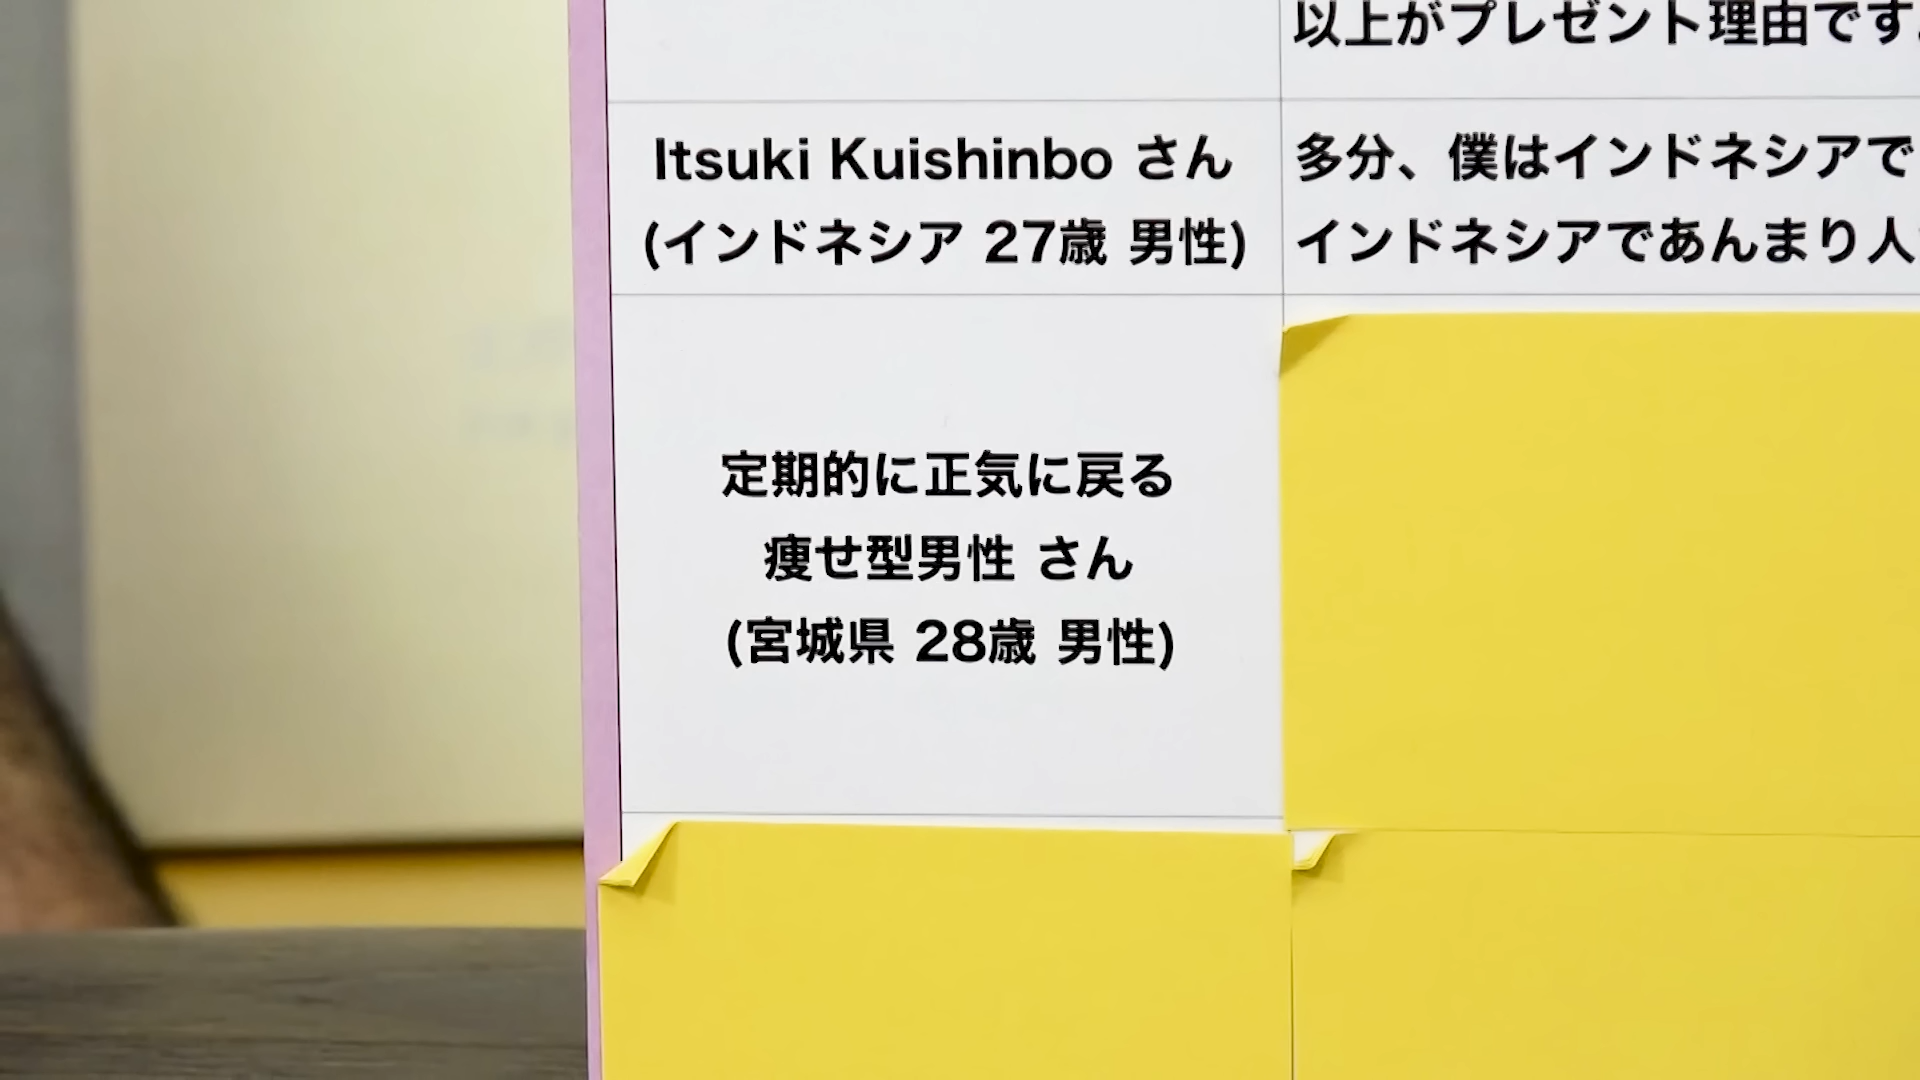 以上がプレゼント理由です
Itsuki Kuishinbo さん
(インドネシア 27歳 男性)
多分、僕はインドネシアで
インドネシアであんまり人
定期的に正気に戻る
痩せ型男性 さん
(宮城県 28歳 男性)